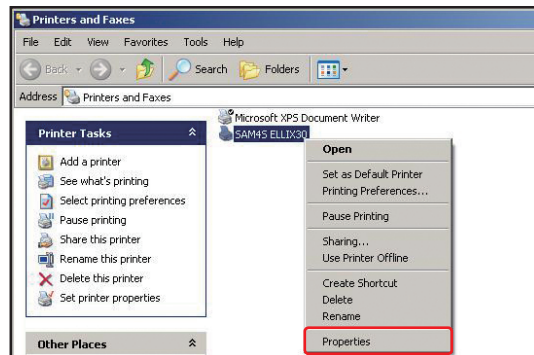 Printers and Faxes
File Edit View Favorites Tools Help
Back Search Folders
Address Printers and Faxes
Printer Tasks
Add a printer
See what's printing
Select printing preferences
Pause printing
Share this printer
Rename this printer
Delete this printer
Set printer properties
Other Places
Microsoft XPS Document Writer
SAM4S ELLIX30
Open
Set as Default Printer
Printing Preferences...
Pause Printing
Sharing...
Use Printer Offline
Create Shortcut
Delete
Rename
Properties